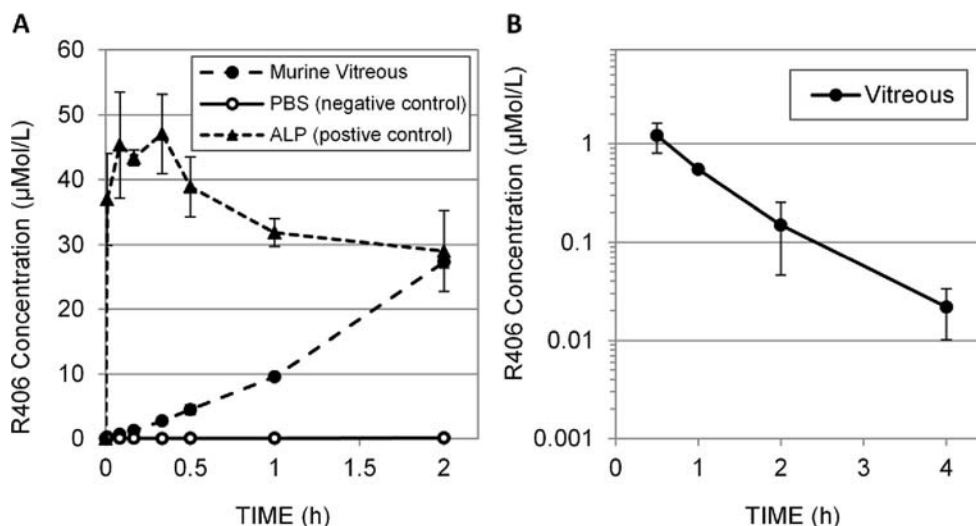 A
R406 Concentration (µMol/L)
60
50
40
30
20
10
0
0
0.5
1
1.5
2
TIME (h)
Murine Vitreous
PBS (negative control)
ALP (postive control)
B
R406 Concentration (µMol/L)
1
0.1
0.01
0.001
0
1
2
3
4
TIME (h)
Vitreous